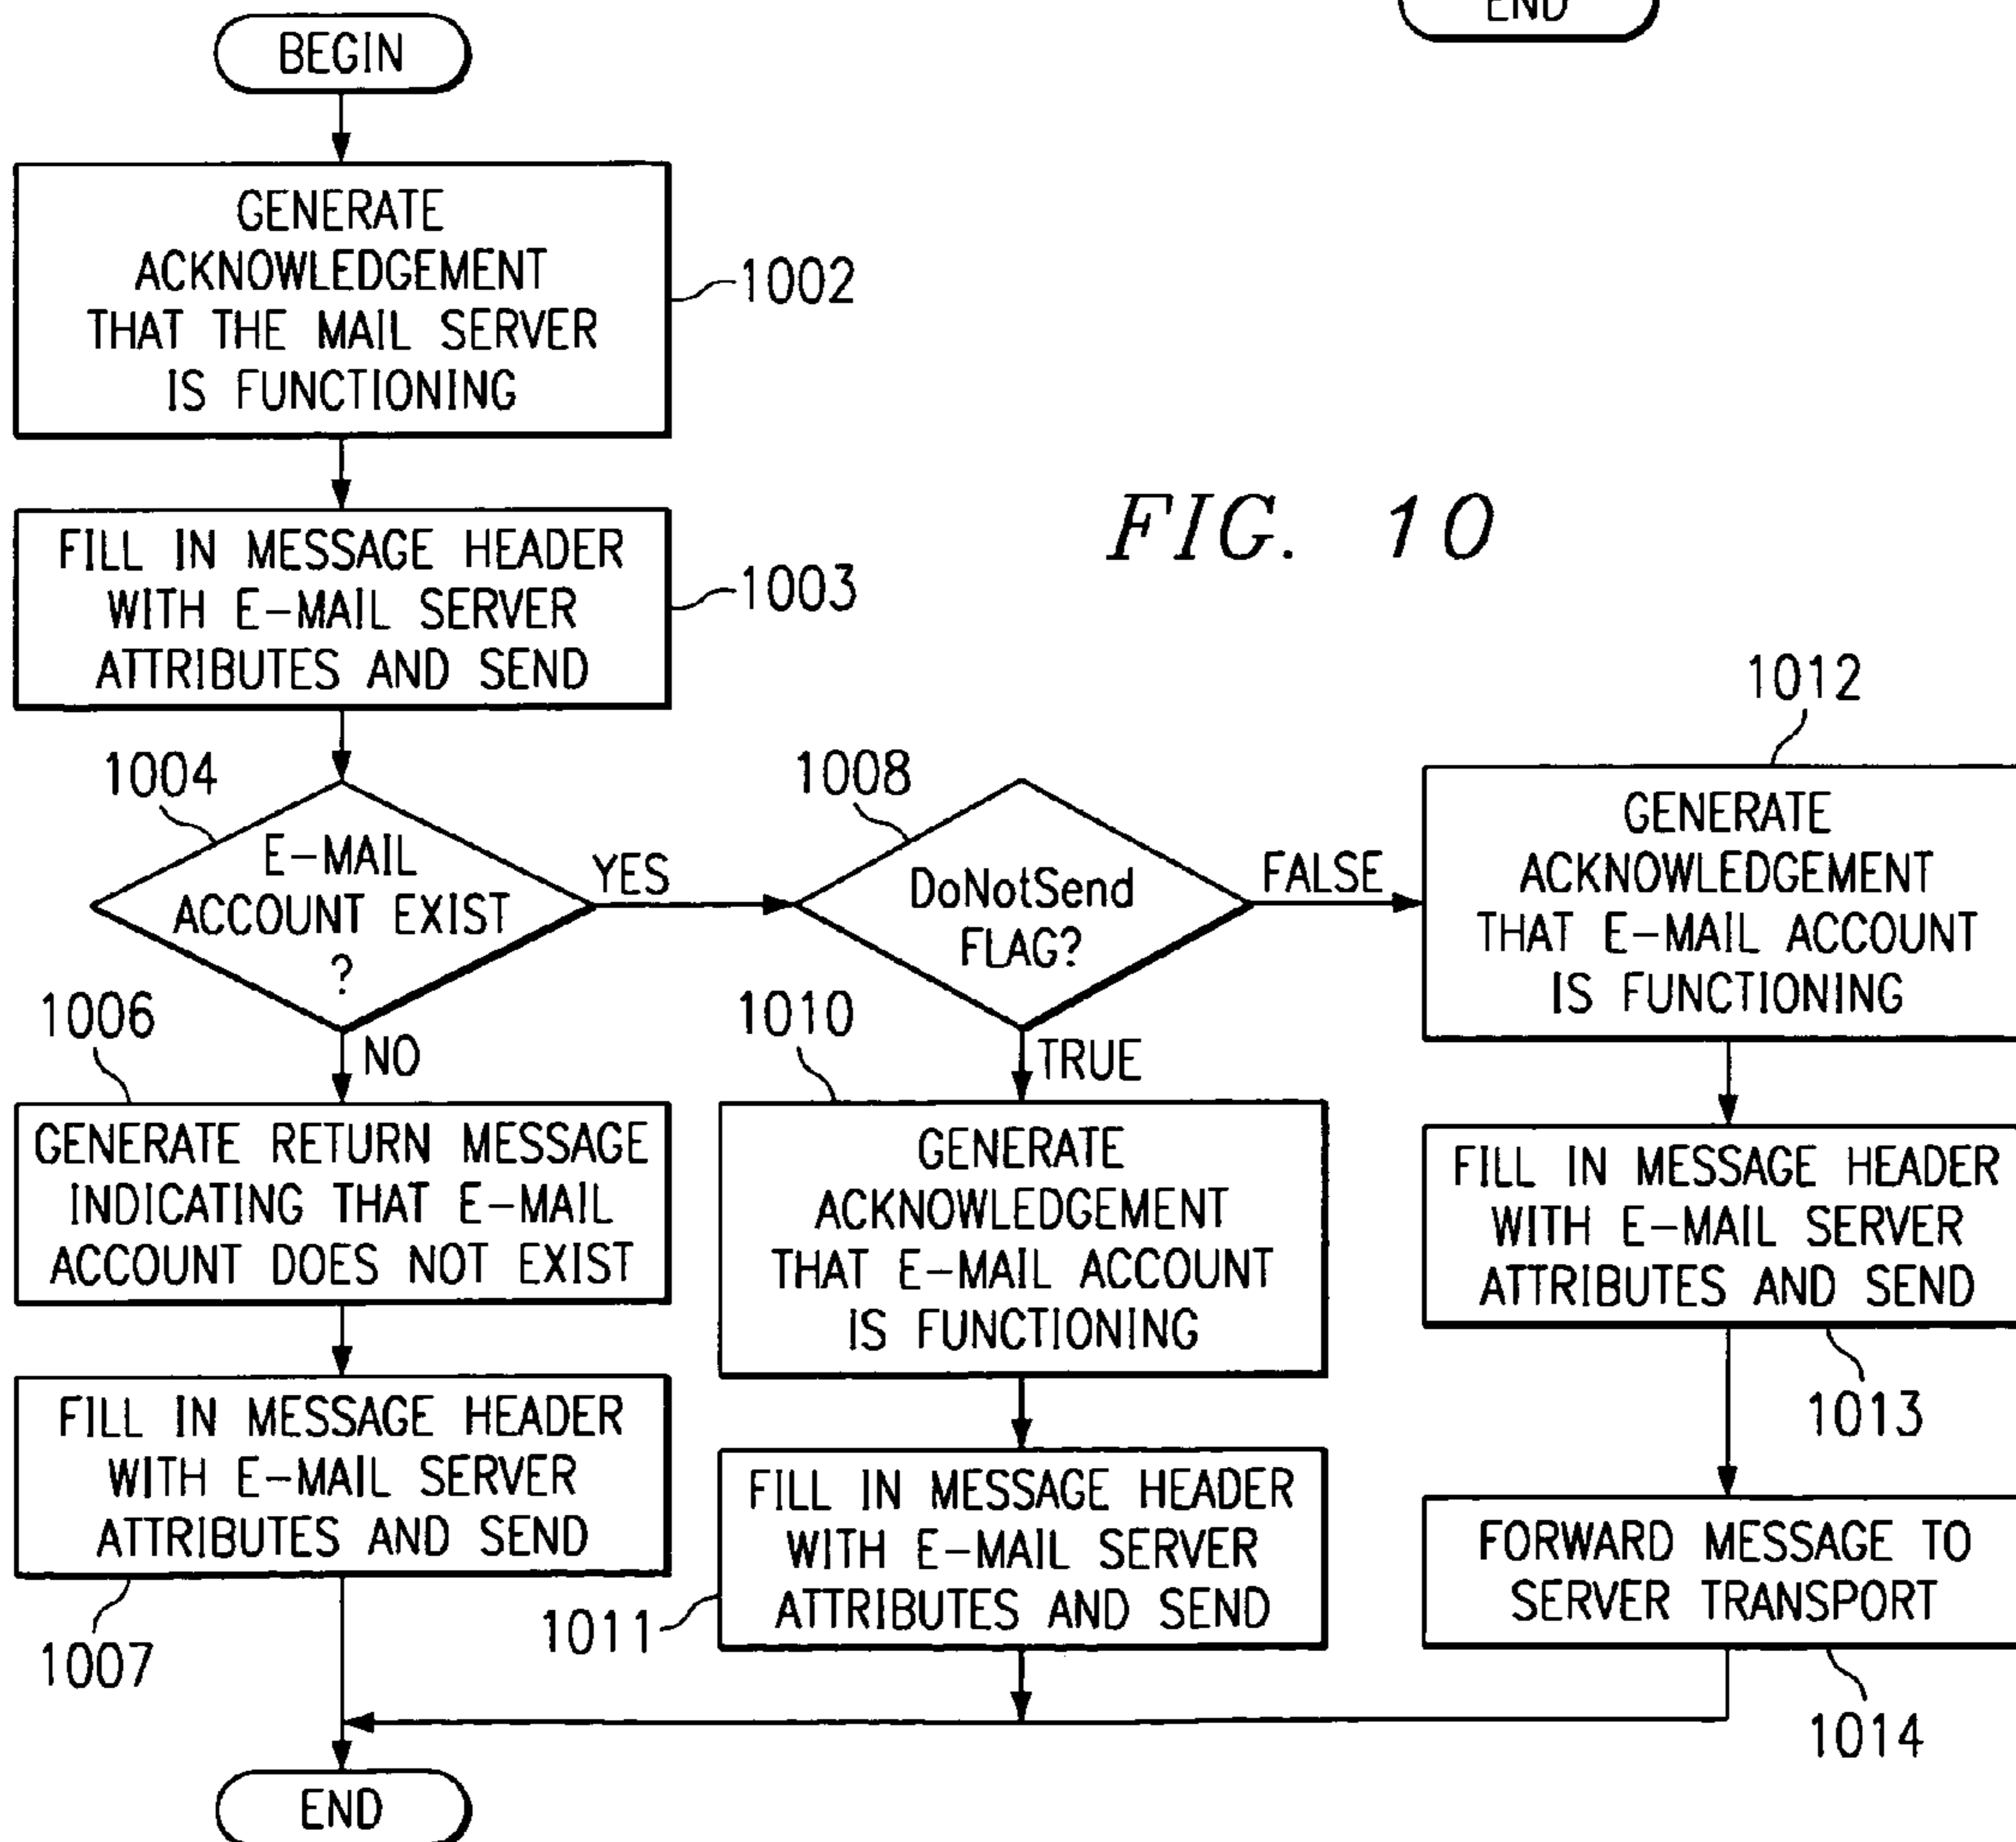 END
BEGIN
GENERATE
ACKNOWLEDGEMENT
THAT THE MAIL SERVER
IS FUNCTIONING
1002
FILL IN MESSAGE HEADER
WITH E-MAIL SERVER
ATTRIBUTES AND SEND
1003
FIG. 10
1004
E-MAIL
ACCOUNT EXIST
?
YES
NO
1008
DoNotSend
FLAG?
FALSE
TRUE
1012
GENERATE
ACKNOWLEDGEMENT
THAT E-MAIL ACCOUNT
IS FUNCTIONING
1006
GENERATE RETURN MESSAGE
INDICATING THAT E-MAIL
ACCOUNT DOES NOT EXIST
1010
GENERATE
ACKNOWLEDGEMENT
THAT E-MAIL ACCOUNT
IS FUNCTIONING
FILL IN MESSAGE HEADER
WITH E-MAIL SERVER
ATTRIBUTES AND SEND
1013
FILL IN MESSAGE HEADER
WITH E-MAIL SERVER
ATTRIBUTES AND SEND
1007
FILL IN MESSAGE HEADER
WITH E-MAIL SERVER
ATTRIBUTES AND SEND
1011
FORWARD MESSAGE TO
SERVER TRANSPORT
1014
END